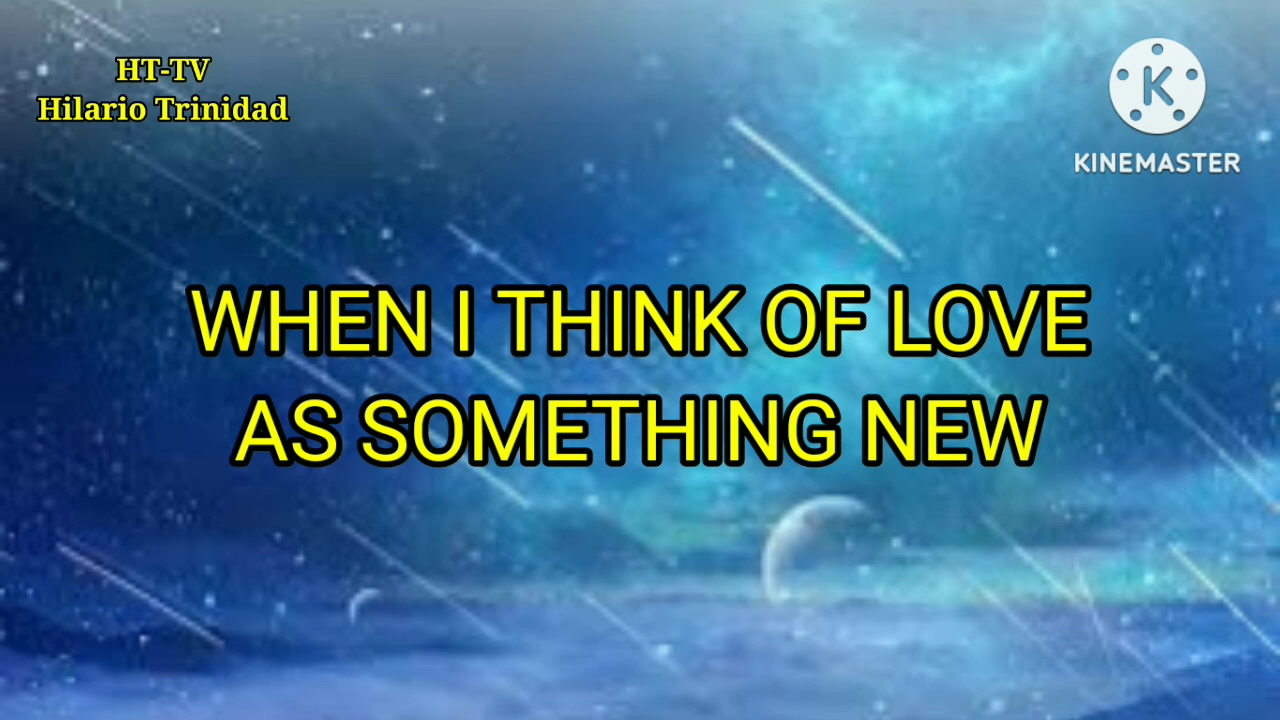 HT-TV
Hilario Trinidad
K
KINEMASTER
WHEN I THINK OF LOVE
AS SOMETHING NEW